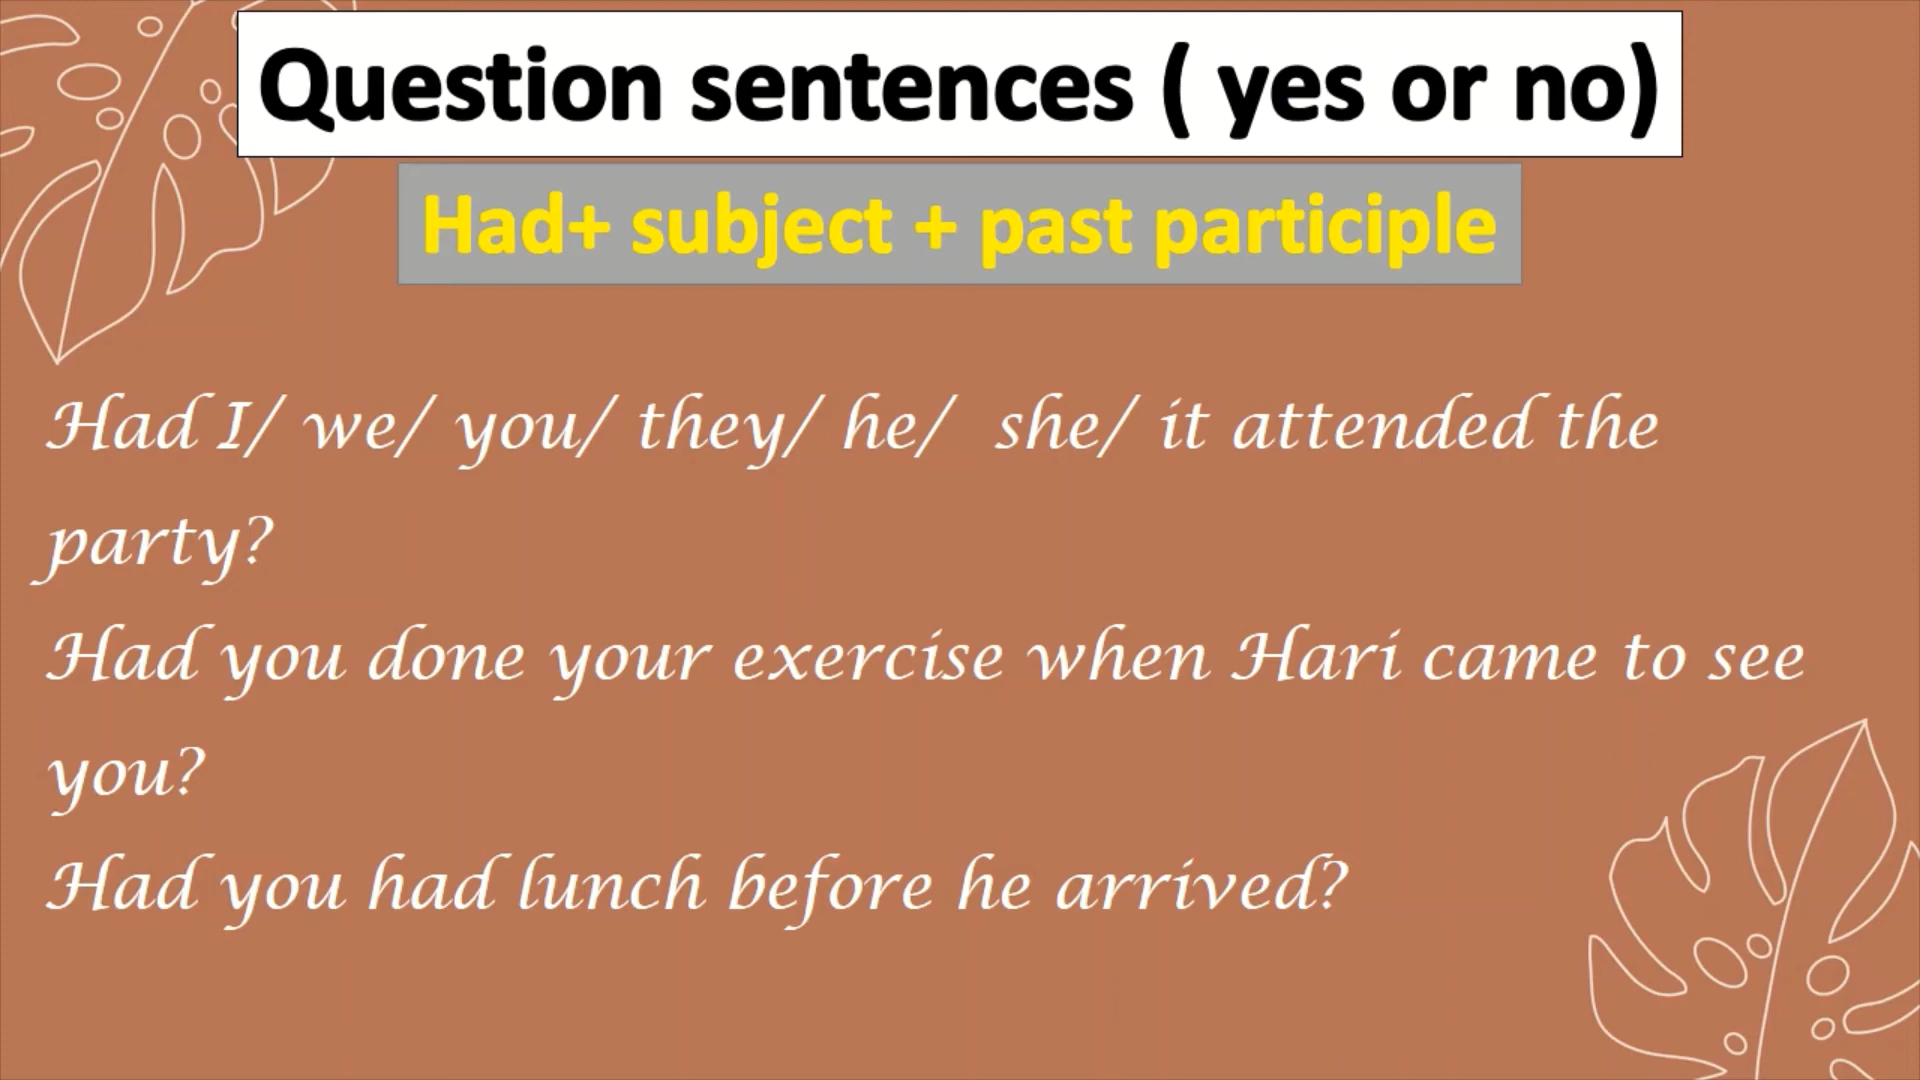 Question sentences ( yes or no)
Had+ subject + past participle
Had I/ we/ you/ they/ he/ she/ it attended the
party?
Had you done your exercise when Hari came to see
you?
Had you had lunch before he arrived?